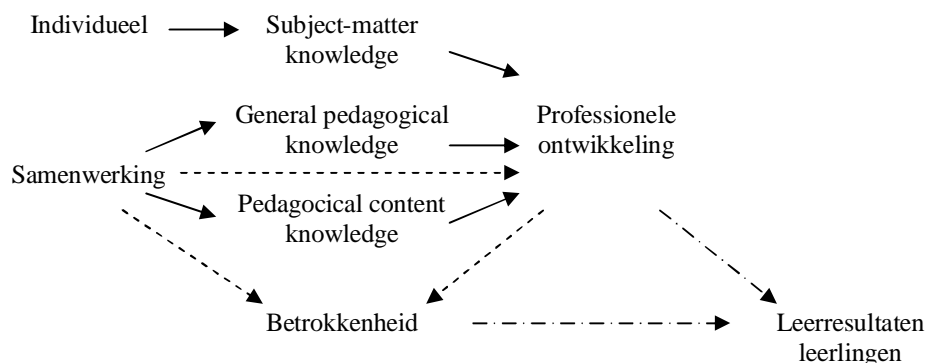 Individueel
Subject-matter
knowledge
General pedagogical
knowledge
Professionele
ontwikkeling
Samenwerking
Pedagocical content
knowledge
Betrokkenheid
Leerresultaten
leerlingen